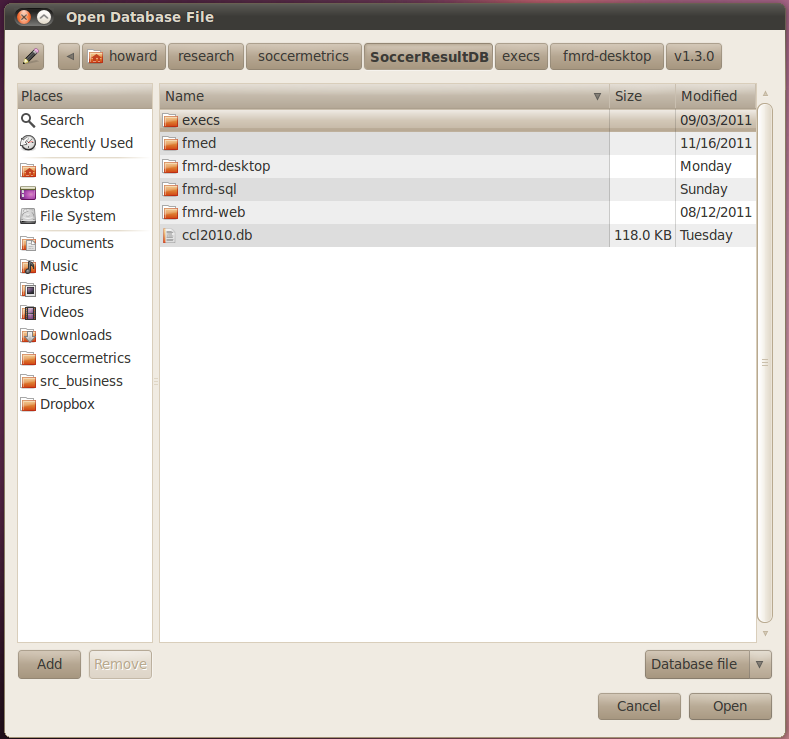 Open Database File
howard research soccermetrics SoccerResultDB execs fmrd-desktop v1.3.0
Places
Search
Recently Used
howard
Desktop
File System
Documents
Music
Pictures
Videos
Downloads
soccermetrics
src_business
Dropbox
Name Size Modified
execs 09/03/2011
fmed 11/16/2011
fmrd-desktop Monday
fmrd-sql Sunday
fmrd-web 08/12/2011
ccl2010.db 118.0 KB Tuesday
Add Remove Database file
Cancel Open